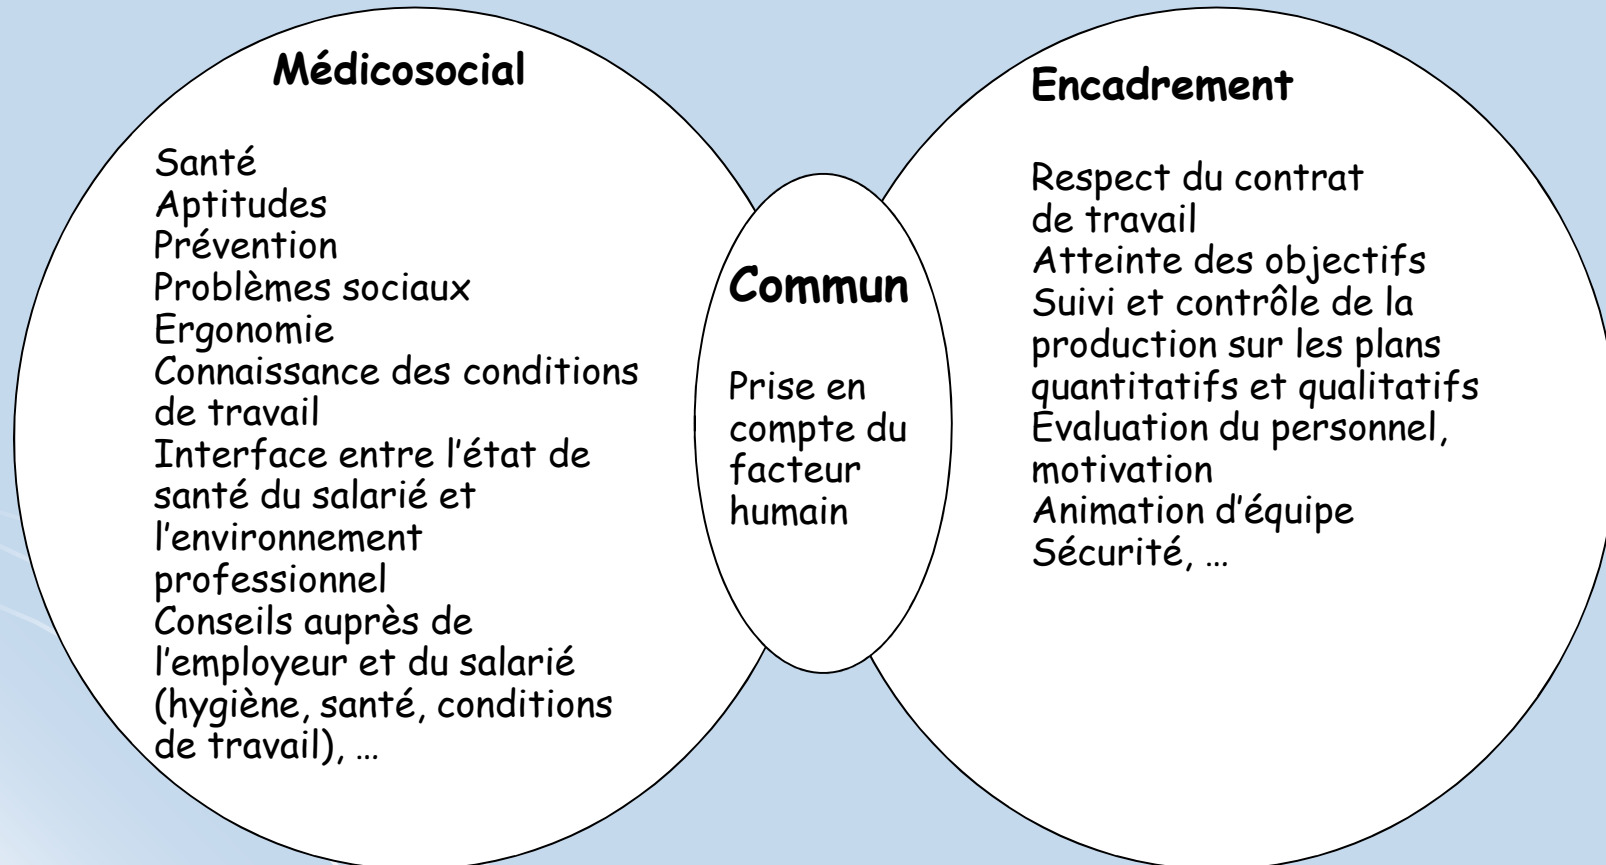 Médicosocial
Santé
Aptitudes
Prévention
Problèmes sociaux
Ergonomie
Connaissance des conditions
de travail
Interface entre l'état de
santé du salarié et
l'environnement
professionnel
Conseils auprès de
l'employeur et du salarié
(hygiène, santé, conditions
de travail), …
Commun
Prise en
compte du
facteur
humain
Encadrement
Respect du contrat
de travail
Atteinte des objectifs
Suivi et contrôle de la
production sur les plans
quantitatifs et qualitatifs
Evaluation du personnel,
motivation
Animation d'équipe
Sécurité, …